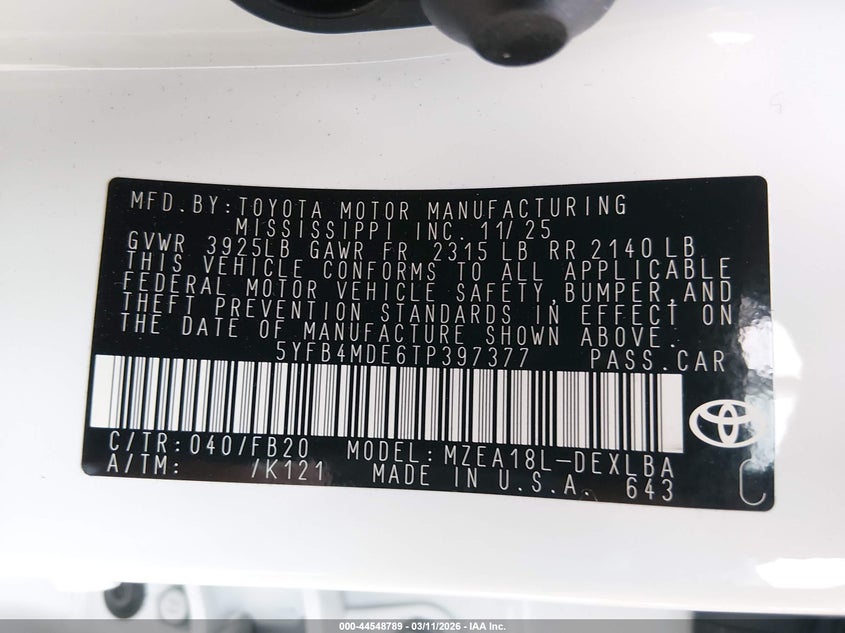 MFD.BY:TOYOTA MOTOR MANUFACTURING
MISSISSIPPI INC. 11/25
GVWR 3925LB GAWR FR 2315 LB RR 2140 LB
THIS VEHICLE CONFORMS TO ALL APPLICABLE
FEDERAL MOTOR VEHICLE SAFETY,BUMPER,AND
THEFT PREVENTION STANDARDS IN EFFECT ON
THE DATE OF MANUFACTURE SHOWN ABOVE.
5YFB4MDE6TP397377 PASS.CAR
C/TR:040/FB20 MODEL:MZEA18L-DEXLBA
A/TM: /K121 MADE IN U.S.A. 643 C
000-44548789 - 03/11/2026 - IAA Inc.